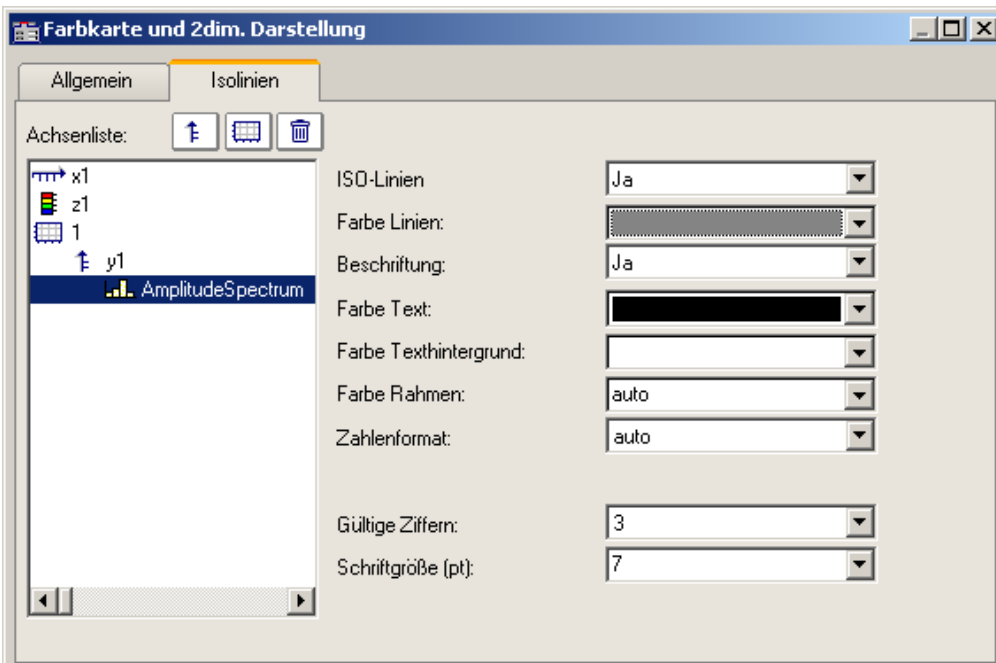 Farbkarte und 2dim. Darstellung
Allgemein
Isolinien
Achsenliste:
x1
z1
1
y1
AmplitudeSpectrum
ISO-Linien
Ja
Farbe Linien:
Beschriftung:
Ja
Farbe Text:
Farbe Texthintergrund:
Farbe Rahmen:
auto
Zahlenformat:
auto
Gültige Ziffern:
3
Schriftgröße (pt):
7